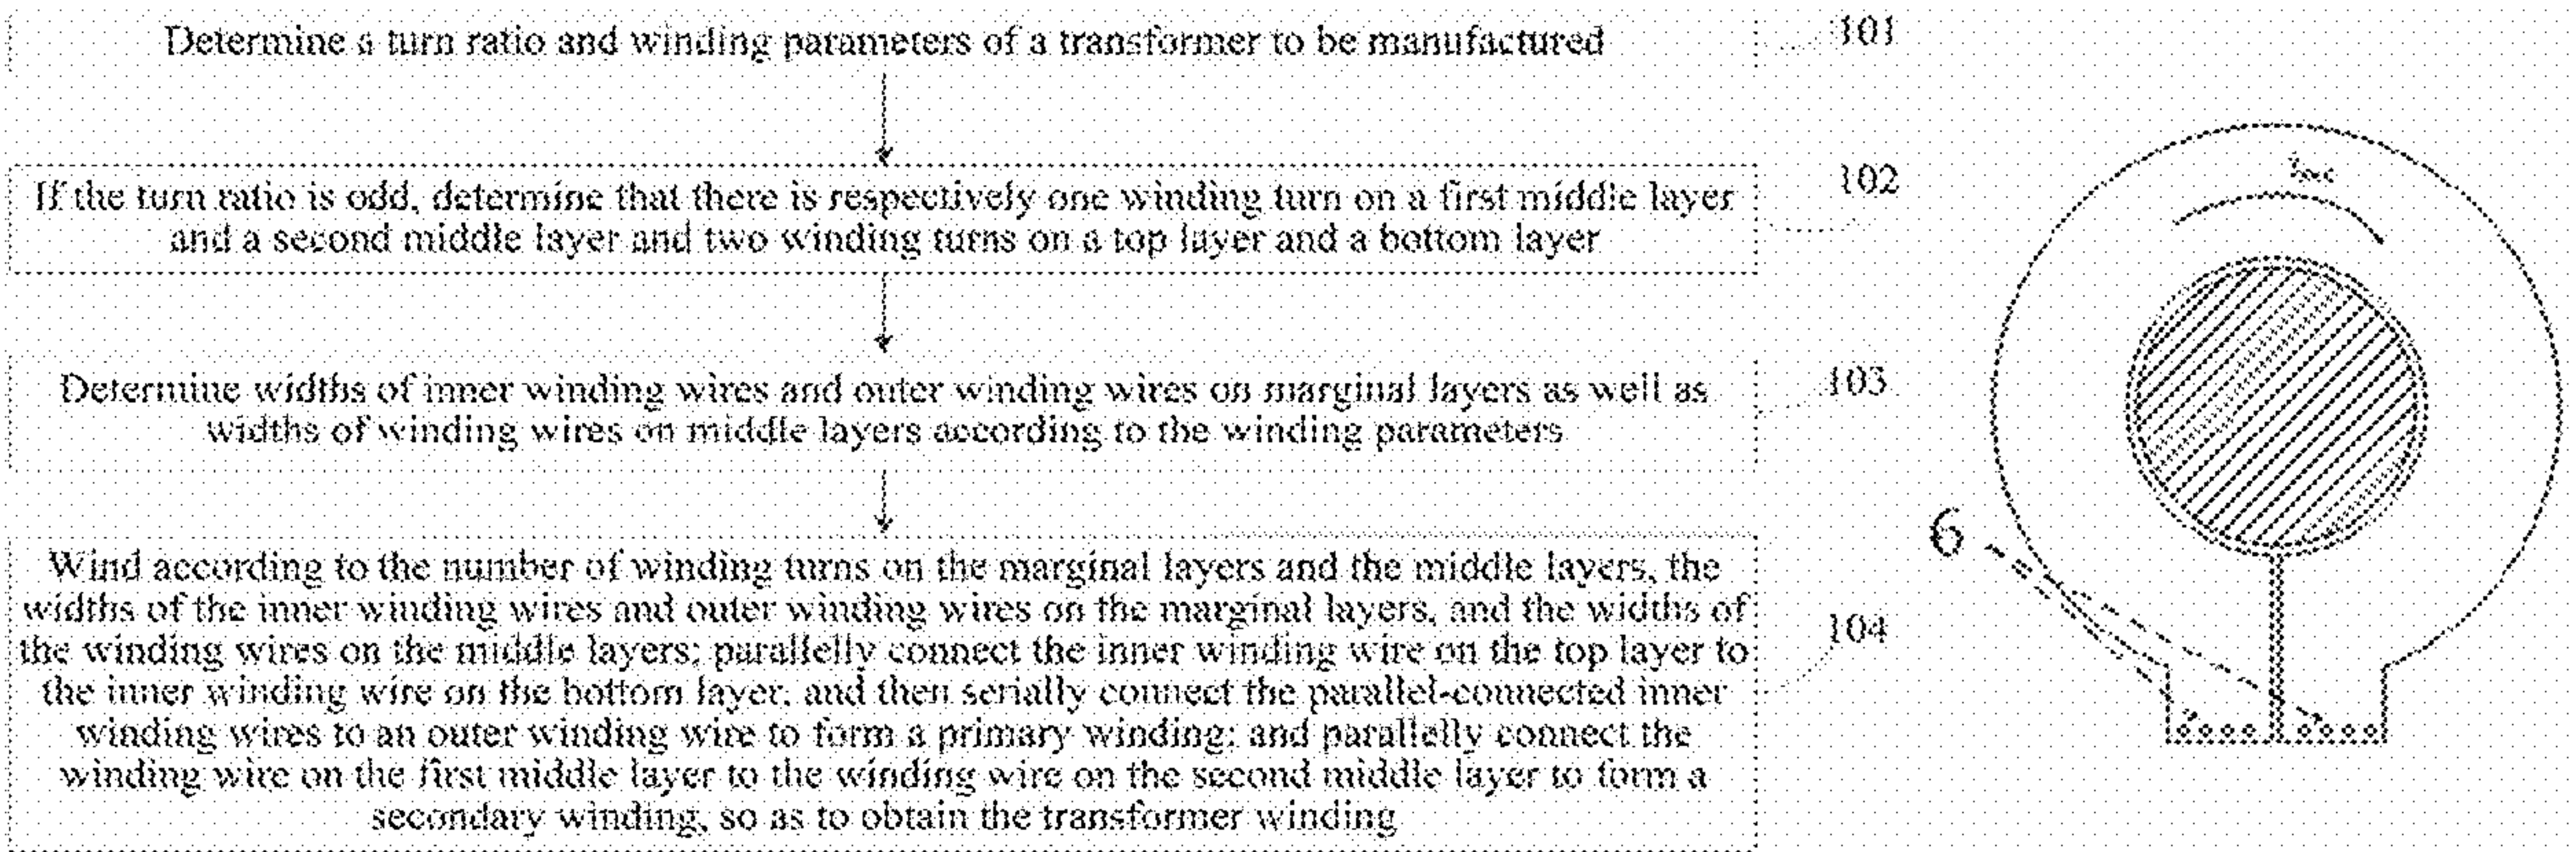 Determine a turn ratio and winding parameters of a transformer to be manufactured
101
If the turn ratio is odd, determine that there is respectively one winding turn on a first middle layer
and a second middle layer and two winding turns on a top layer and a bottom layer
102
Determine widths of inner winding wires and outer winding wires on marginal layers as well as
widths of winding wires on middle layers according to the winding parameters
103
Wind according to the number of winding turns on the marginal layers and the middle layers, the
widths of the inner winding wires and outer winding wires on the marginal layers, and the widths of
the winding wires on the middle layers; parallelly connect the inner winding wire on the top layer to
the inner winding wire on the bottom layer, and then serially connect the parallel-connected inner
winding wires to an outer winding wire to form a primary winding; and parallelly connect the
winding wire on the first middle layer to the winding wire on the second middle layer to form a
secondary winding, so as to obtain the transformer winding
104
6